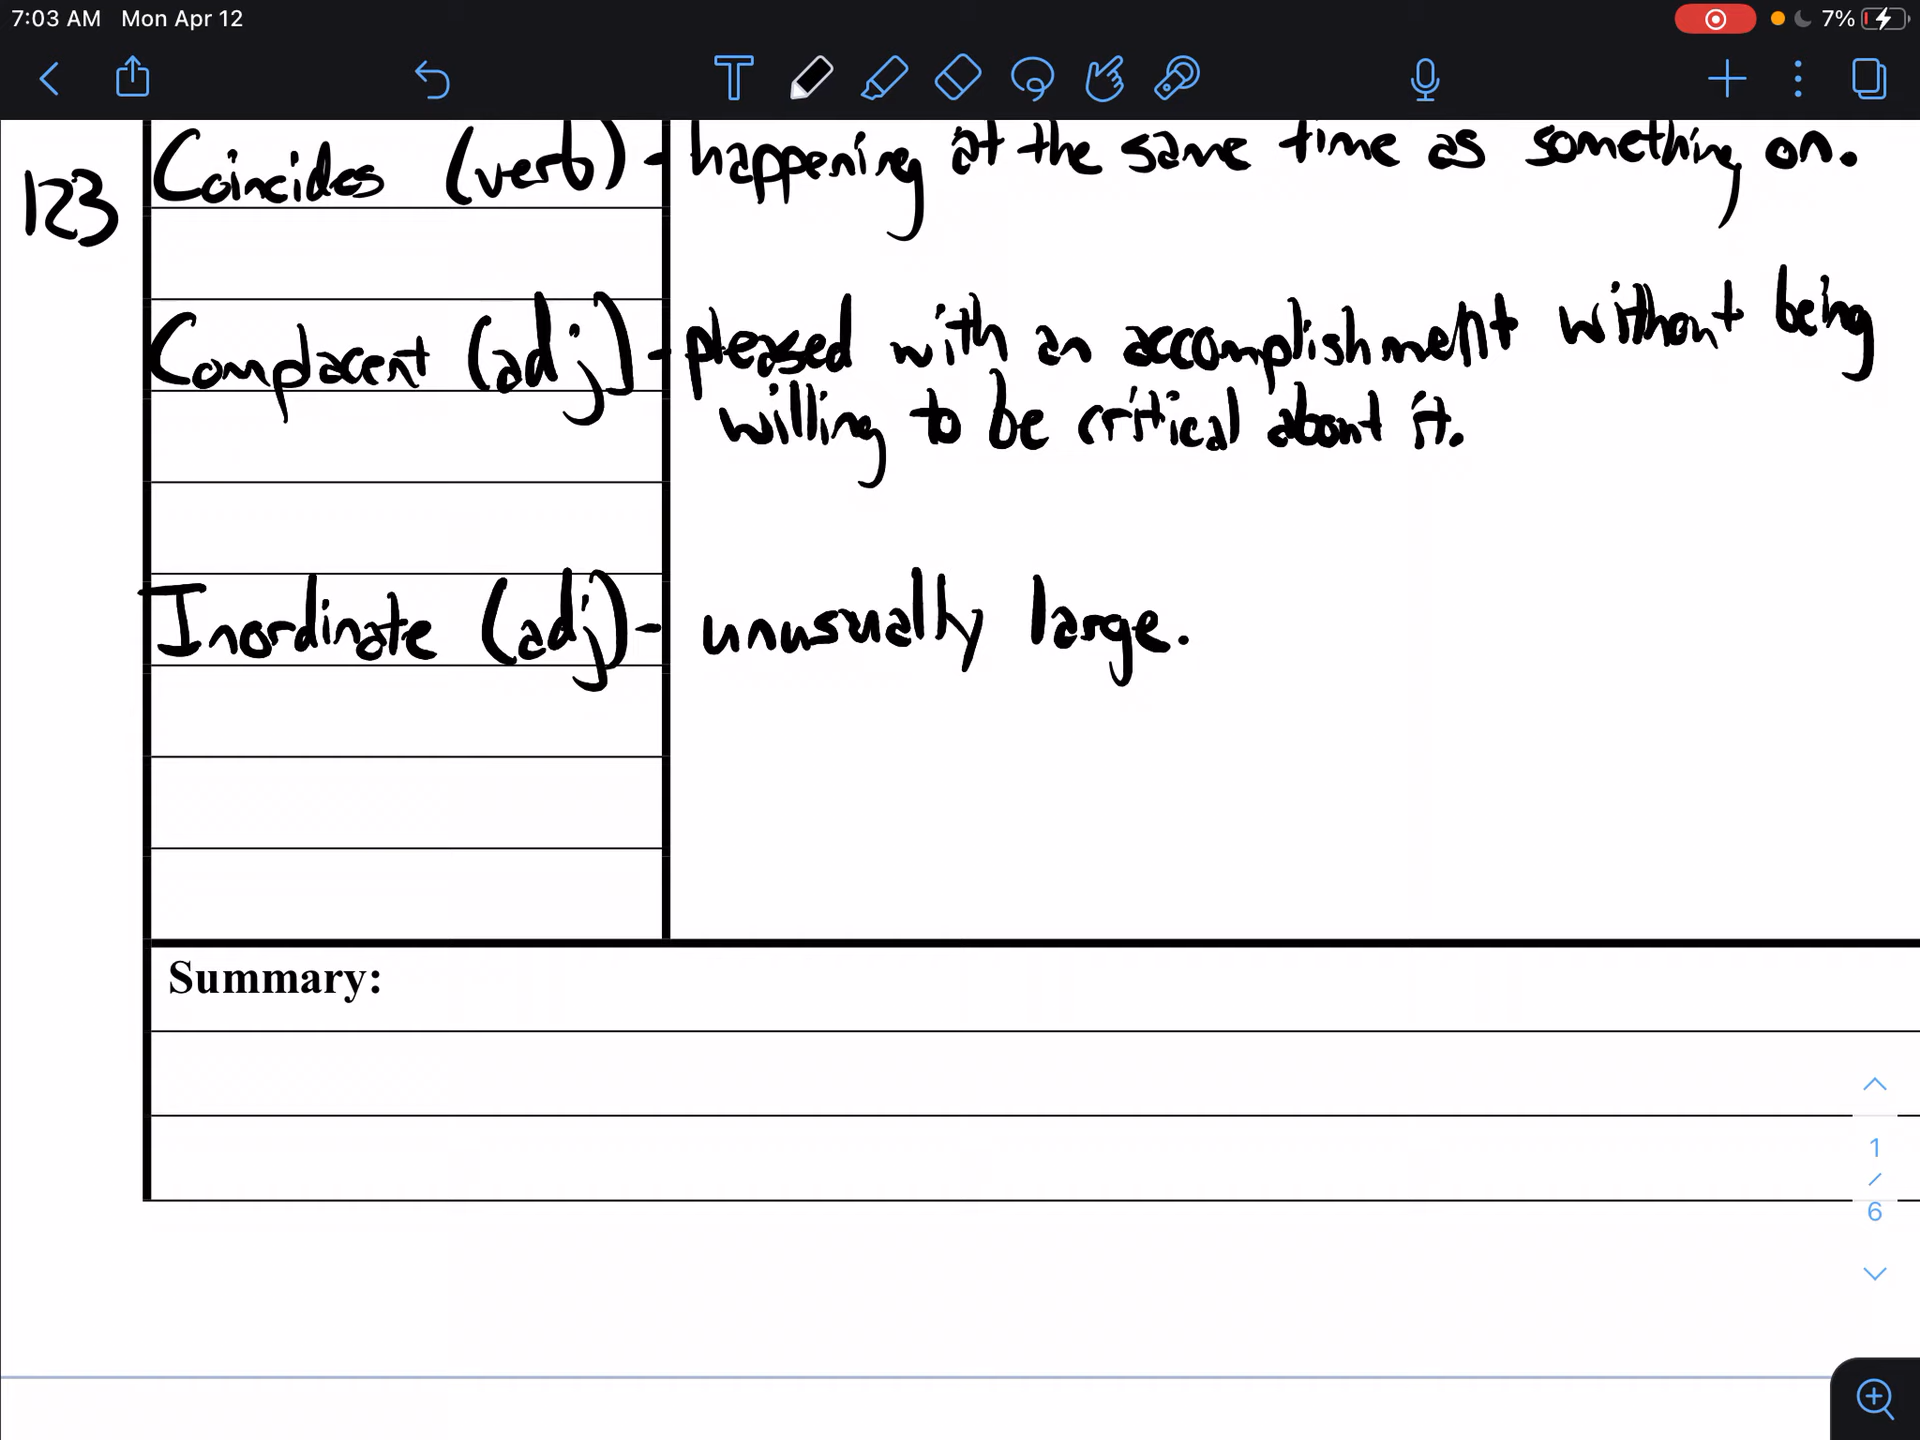 7:03 AM Mon Apr 12 7%
Coincides (verb) - happening at the same time as something on.
123
Complacent (adj) - pleased with an accomplishment without being
willing to be critical about it.
Inordinate (adj) - unusually large.
Summary:
1
/
6